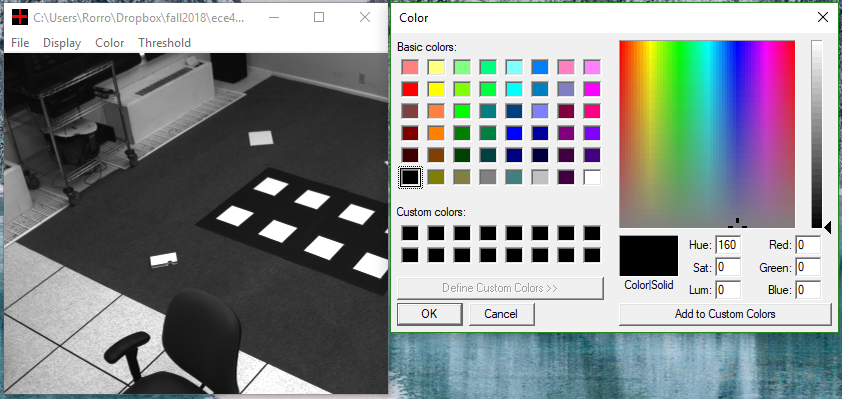 C:\Users\Rorro\Dropbox\fall2018\ece4...
File Display Color Threshold
Color
Basic colors:
Custom colors:
Define Custom Colors >>
OK Cancel
Color|Solid
Hue: 160 Red: 0
Sat: 0 Green: 0
Lum: 0 Blue: 0
Add to Custom Colors